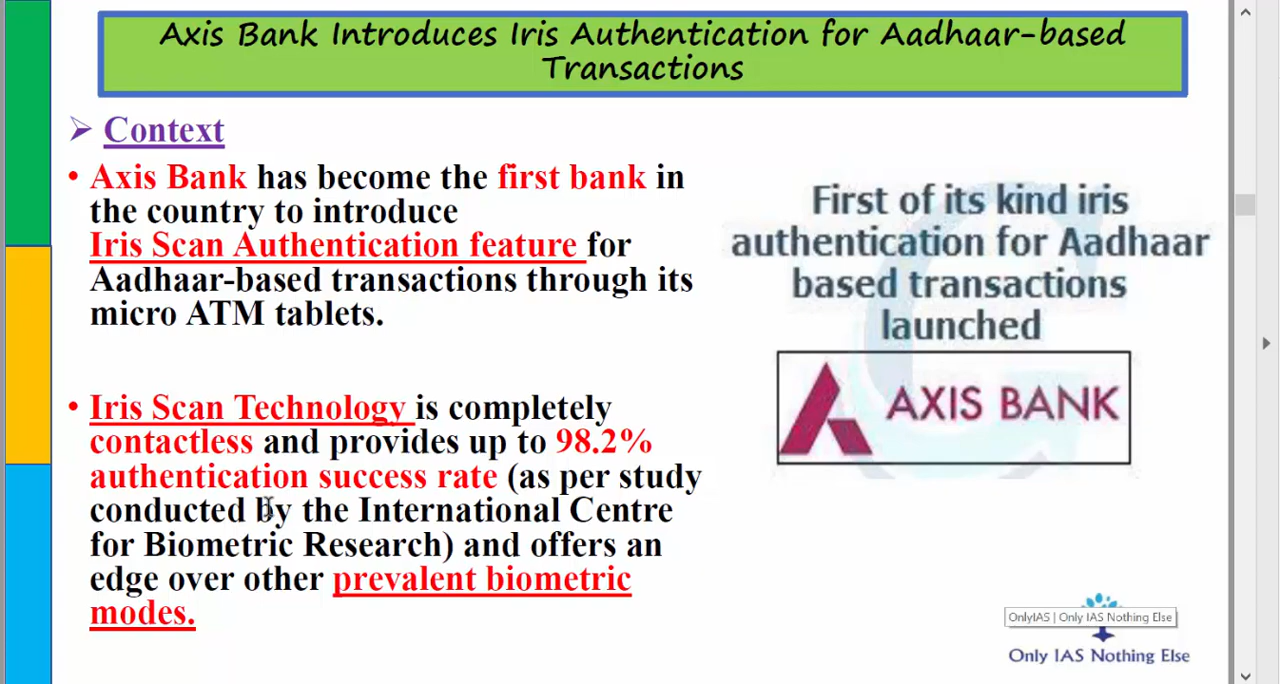 Axis Bank Introduces Iris Authentication for Aadhaar-based
Transactions
➢ Context
• Axis Bank has become the first bank in
the country to introduce
Iris Scan Authentication feature for
Aadhaar-based transactions through its
micro ATM tablets.
• Iris Scan Technology is completely
contactless and provides up to 98.2%
authentication success rate (as per study
conducted by the International Centre
for Biometric Research) and offers an
edge over other prevalent biometric
modes.
First of its kind iris
authentication for Aadhaar
based transactions
launched
AXIS BANK
OnlyIAS | Only IAS Nothing Else
Only IAS Nothing Else